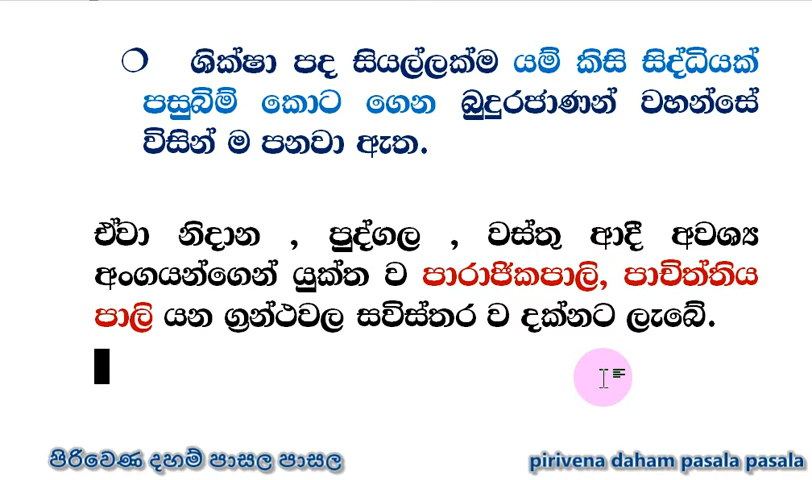 ❍ ශික්ෂා පද සියල්ලක්ම යම් කිසි සිද්ධියක්
පසුබිම් කොට ගෙන බුදුරජාණන් වහන්සේ
විසින් ම පනවා ඇත.
ඒවා නිදාන , පුද්ගල , වස්තු ආදී අවශ්‍ය
අංගයන්ගෙන් යුක්ත ව පාරාජිකපාලි, පාචිත්තිය
පාලි යන ග්‍රන්ථවල සවිස්තර ව දක්නට ලැබේ.
පිරිවෙණ දහම් පාසල පාසල
pirivena daham pasala pasala